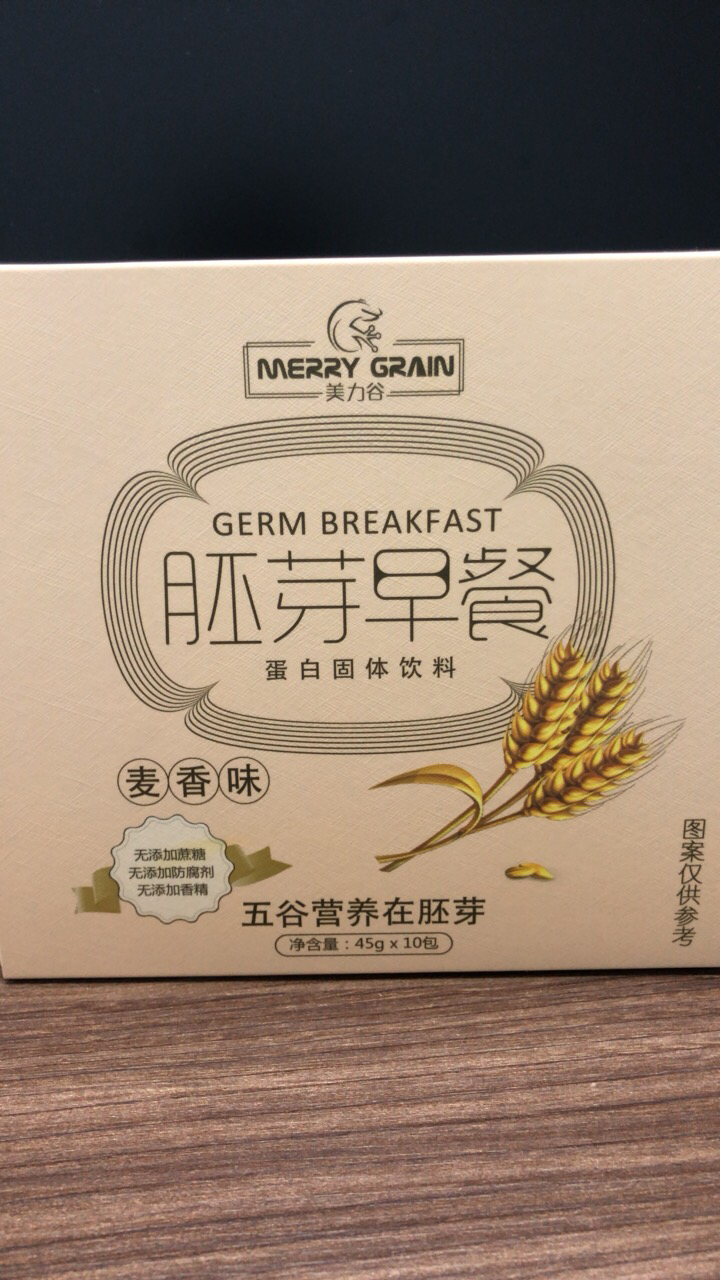 MERRY GRAIN
美力谷
GERM BREAKFAST
胚芽早餐
蛋白固体饮料
麦香味
无添加蔗糖
无添加防腐剂
无添加香精
五谷营养在胚芽
净含量：45g x 10包
图案仅供参考